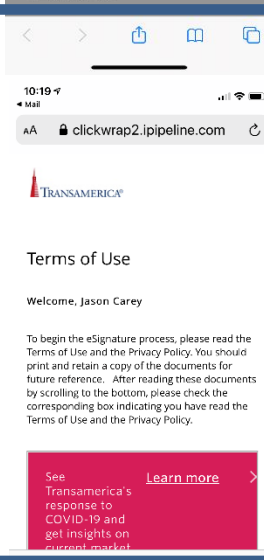 10:19
Mail
AA clickwrap2.ipipeline.com
TRANSAMERICA®
Terms of Use
Welcome, Jason Carey
To begin the eSignature process, please read the
Terms of Use and the Privacy Policy. You should
print and retain a copy of the documents for
future reference. After reading these documents
by scrolling to the bottom, please check the
corresponding box indicating you have read the
Terms of Use and the Privacy Policy.
See Learn more
Transamerica's
response to
COVID-19 and
get insights on
current market